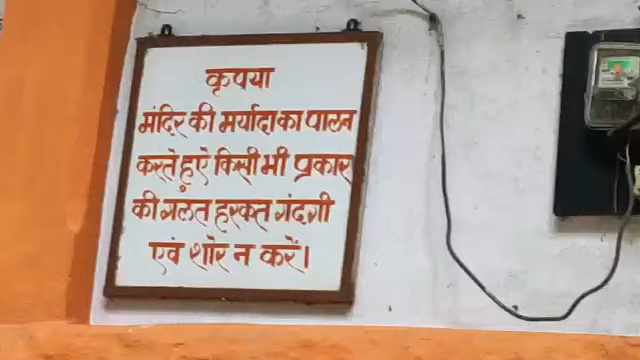 कृपया
मंदिर की मर्यादा का पालन
करते हुऐ किसी भी प्रकार
की गलत हरकत गंदगी
एवं शोर न करें।